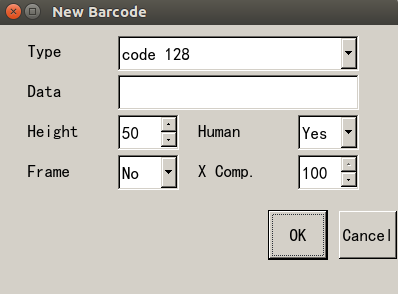 New Barcode
Type code 128
Data
Height 50 Human Yes
Frame No X Comp. 100
OK Cancel